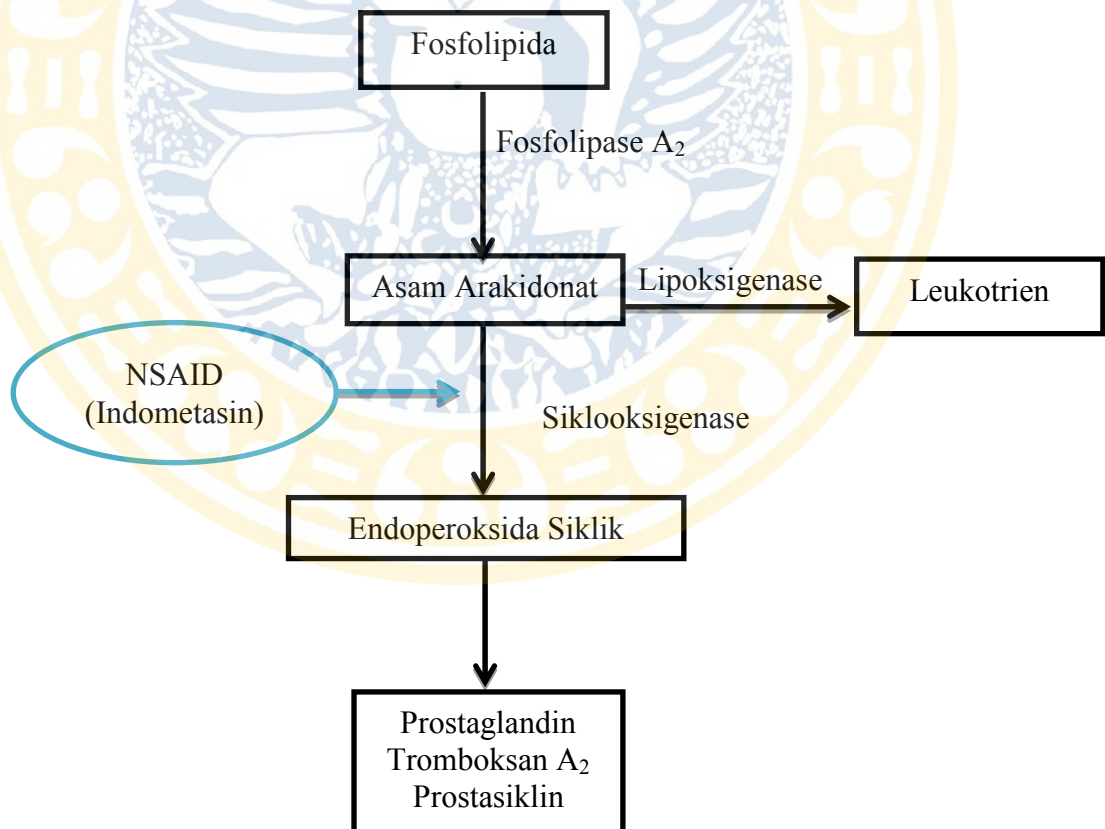 Fosfolipida
Fosfolipase A₂
Asam Arakidonat
Lipoksigenase
Leukotrien
NSAID
(Indometasin)
Siklooksigenase
Endoperoksida Siklik
Prostaglandin
Tromboksan A₂
Prostasiklin